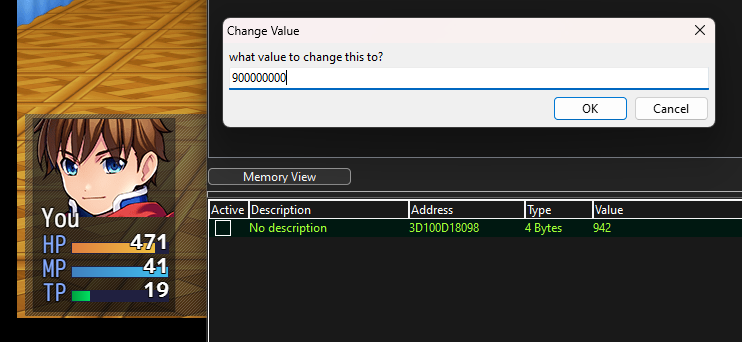 Change Value
what value to change this to?
900000000
OK Cancel
Memory View
Active Description Address Type Value
No description 3D100D18098 4 Bytes 942
You
HP 471
MP 41
TP 19